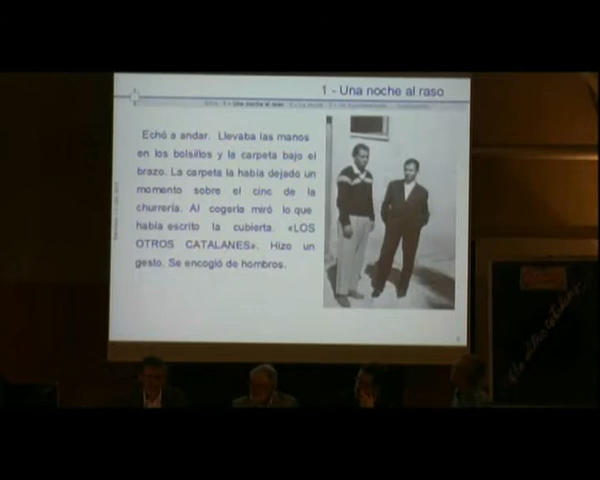 1 - Una noche al raso
Echó a andar. Llevaba las manos
en los bolsillos y la carpeta bajo el
brazo. La carpeta la había dejado un
momento sobre el cinc de la
churrería. Al cogerla miró lo que
había escrito la cubierta. «LOS
OTROS CATALANES». Hizo un
gesto. Se encogió de hombros.